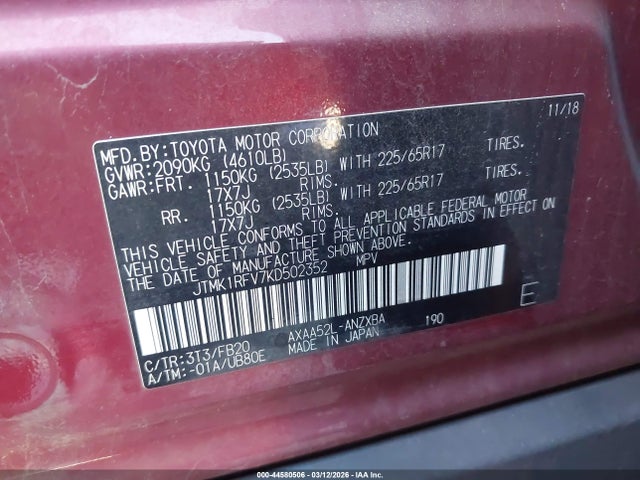 MFD.BY:TOYOTA MOTOR CORPORATION 11/18
GVWR:2090KG (4610LB)
GAWR:FRT. 1150KG (2535LB) WITH 225/65R17 TIRES.
17X7J RIMS.
RR. 1150KG (2535LB) WITH 225/65R17 TIRES.
17X7J RIMS.
THIS VEHICLE CONFORMS TO ALL APPLICABLE FEDERAL MOTOR
VEHICLE SAFETY AND THEFT PREVENTION STANDARDS IN EFFECT ON
THE DATE OF MANUFACTURE SHOWN ABOVE.
JTMK1RFV7KD502352 MPV
C/TR:3T3/FB20 AXAA52L-ANZXBA 190
A/TM:-01A/UB80E MADE IN JAPAN
E
000-44580506 - 03/12/2026 - IAA Inc.